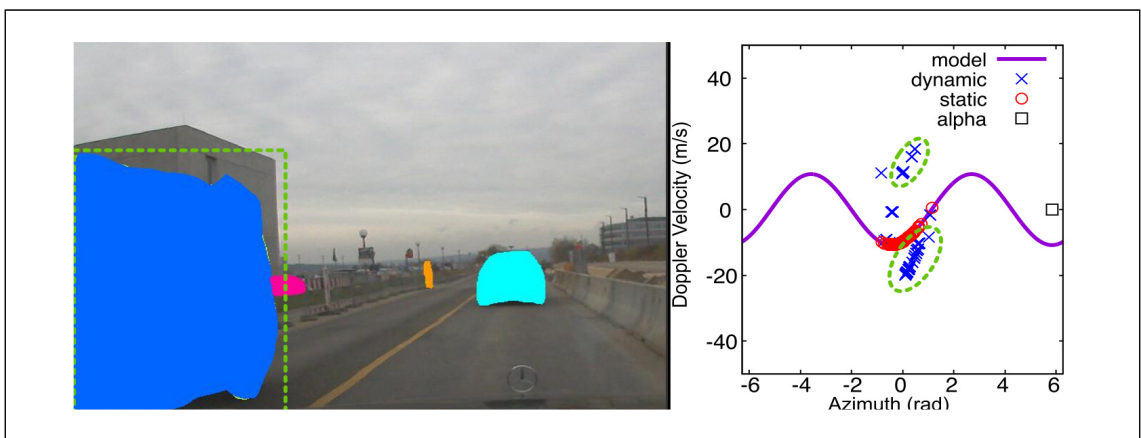 model
dynamic
static
alpha
40
20
0
-20
-40
Doppler Velocity (m/s)
-6 -4 -2 0 2 4 6
Azimuth (rad)